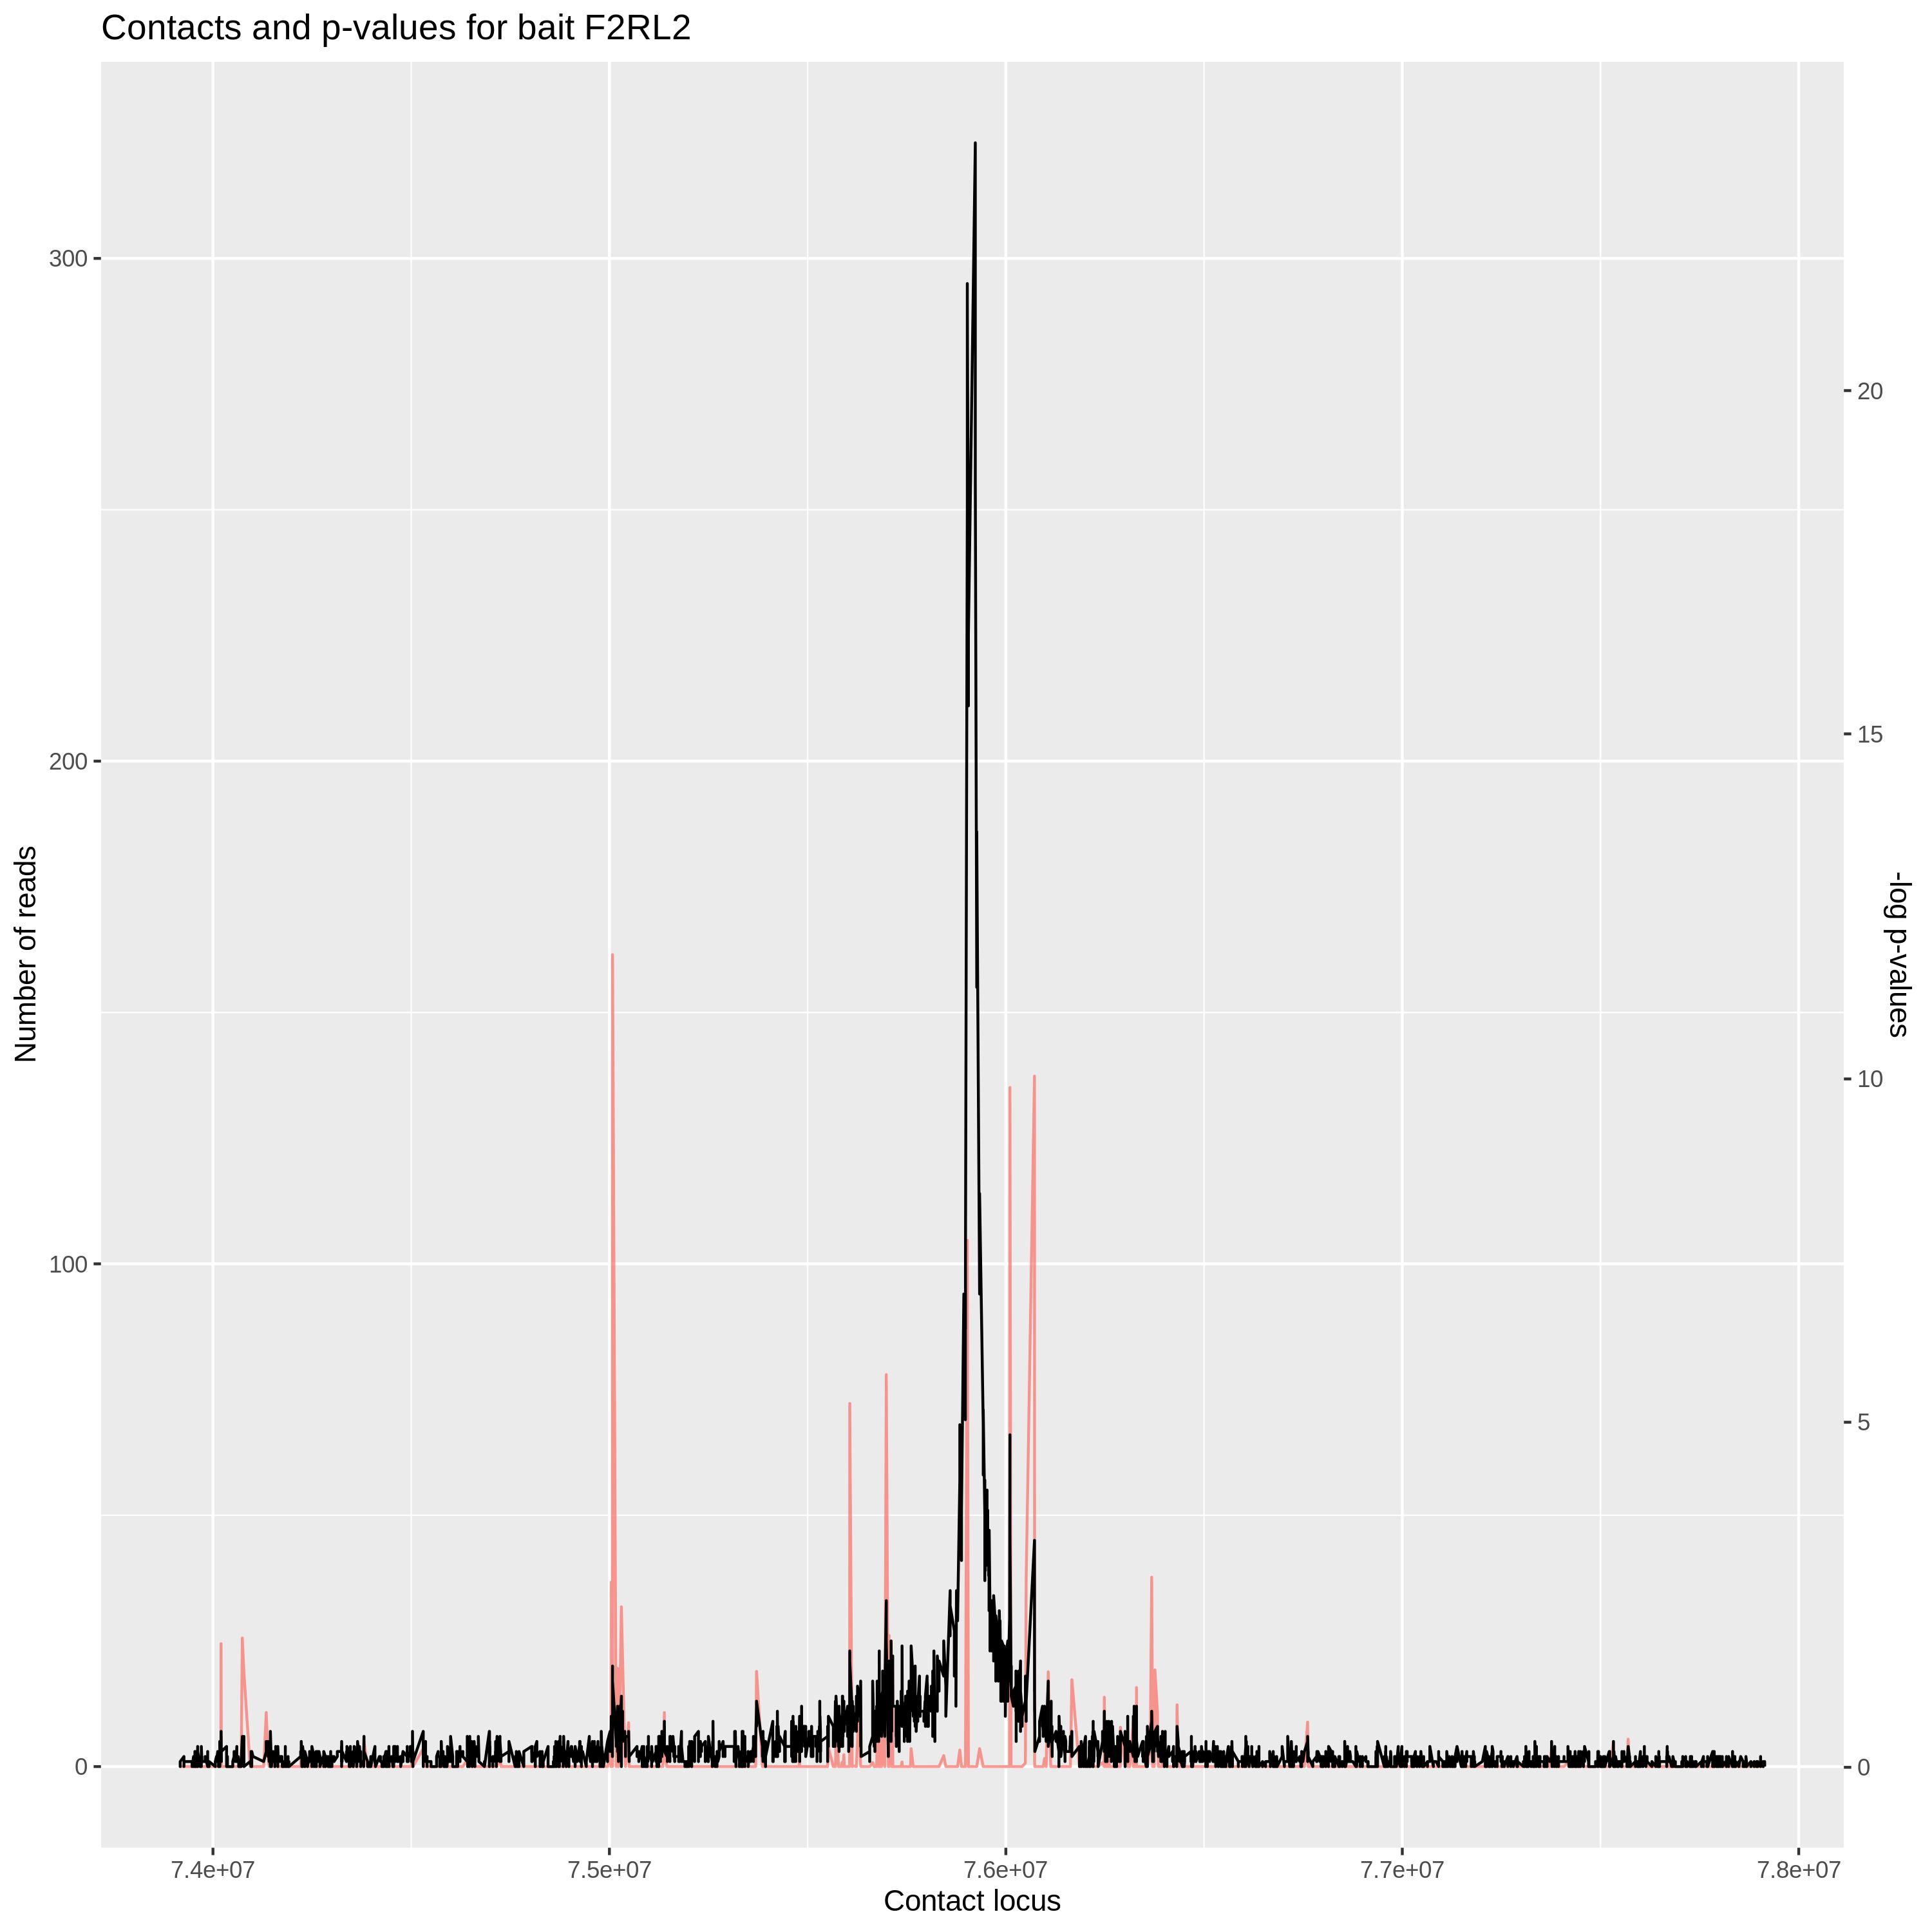 Contacts and p-values for bait F2RL2
300
200
100
0
20
15
10
5
0
Number of reads
-log p-values
7.4e+07 7.5e+07 7.6e+07 7.7e+07 7.8e+07
Contact locus